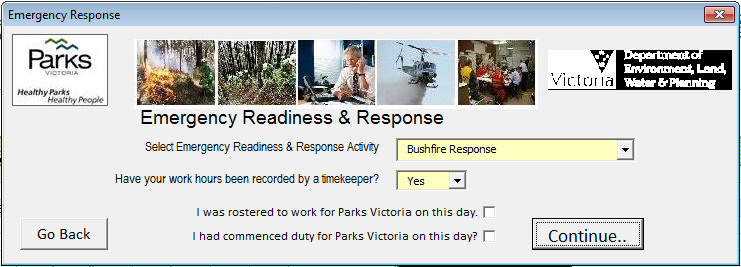 Emergency Response
Parks
VICTORIA
Healthy Parks
Healthy People
Victoria
Department of
Environment, Land,
Water & Planning
Emergency Readiness & Response
Select Emergency Readiness & Response Activity
Bushfire Response
Have your work hours been recorded by a timekeeper?
Yes
I was rostered to work for Parks Victoria on this day.
I had commenced duty for Parks Victoria on this day?
Go Back
Continue..